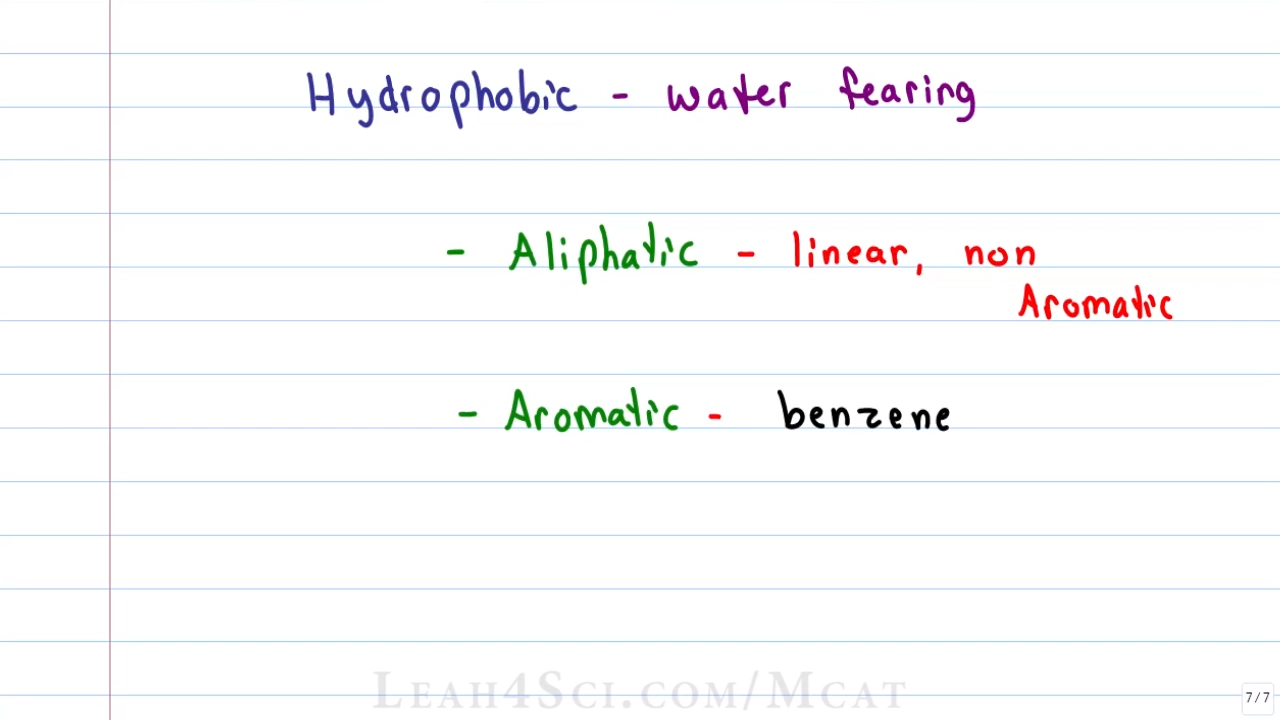 Hydrophobic - water fearing
- Aliphatic - linear, non
Aromatic
- Aromatic - benzene
LEAH4SCI.COM/MCAT
7/7